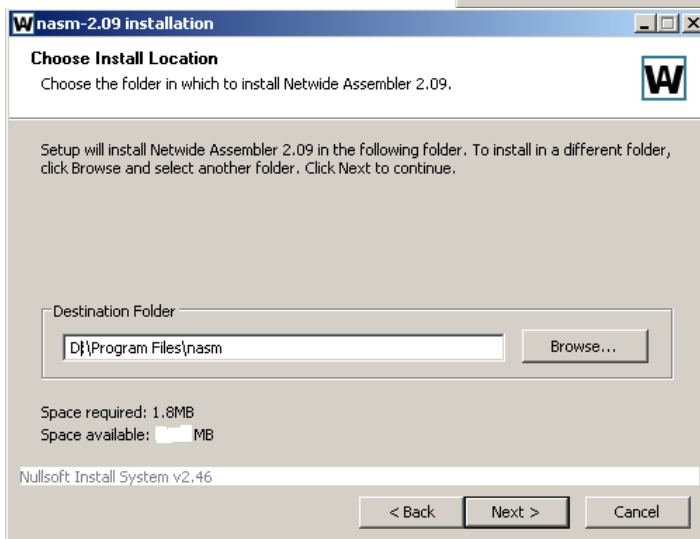 nasm-2.09 installation
Choose Install Location
Choose the folder in which to install Netwide Assembler 2.09.
Setup will install Netwide Assembler 2.09 in the following folder. To install in a different folder,
click Browse and select another folder. Click Next to continue.
Destination Folder
D:\Program Files\nasm
Browse...
Space required: 1.8MB
Space available: MB
Nullsoft Install System v2.46
< Back
Next >
Cancel